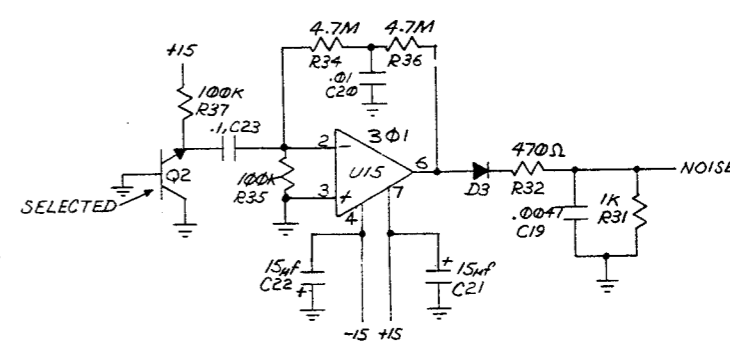 4.7M 4.7M
R34 R36
+15
.01
C20
100K
R37
.1, C23
301
2 -
6
470Ω
NOISE
Q2
U15
7
D3
R32
100K
R35
3 +
4
.0047
C19
1K
R31
SELECTED
15µf
C22
+
+
15µf
C21
-15 +15